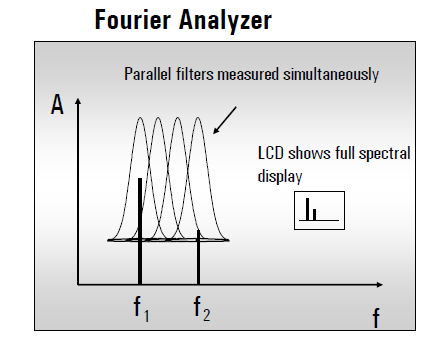 Fourier Analyzer
Parallel filters measured simultaneously
A
LCD shows full spectral
display
f1
f2
f